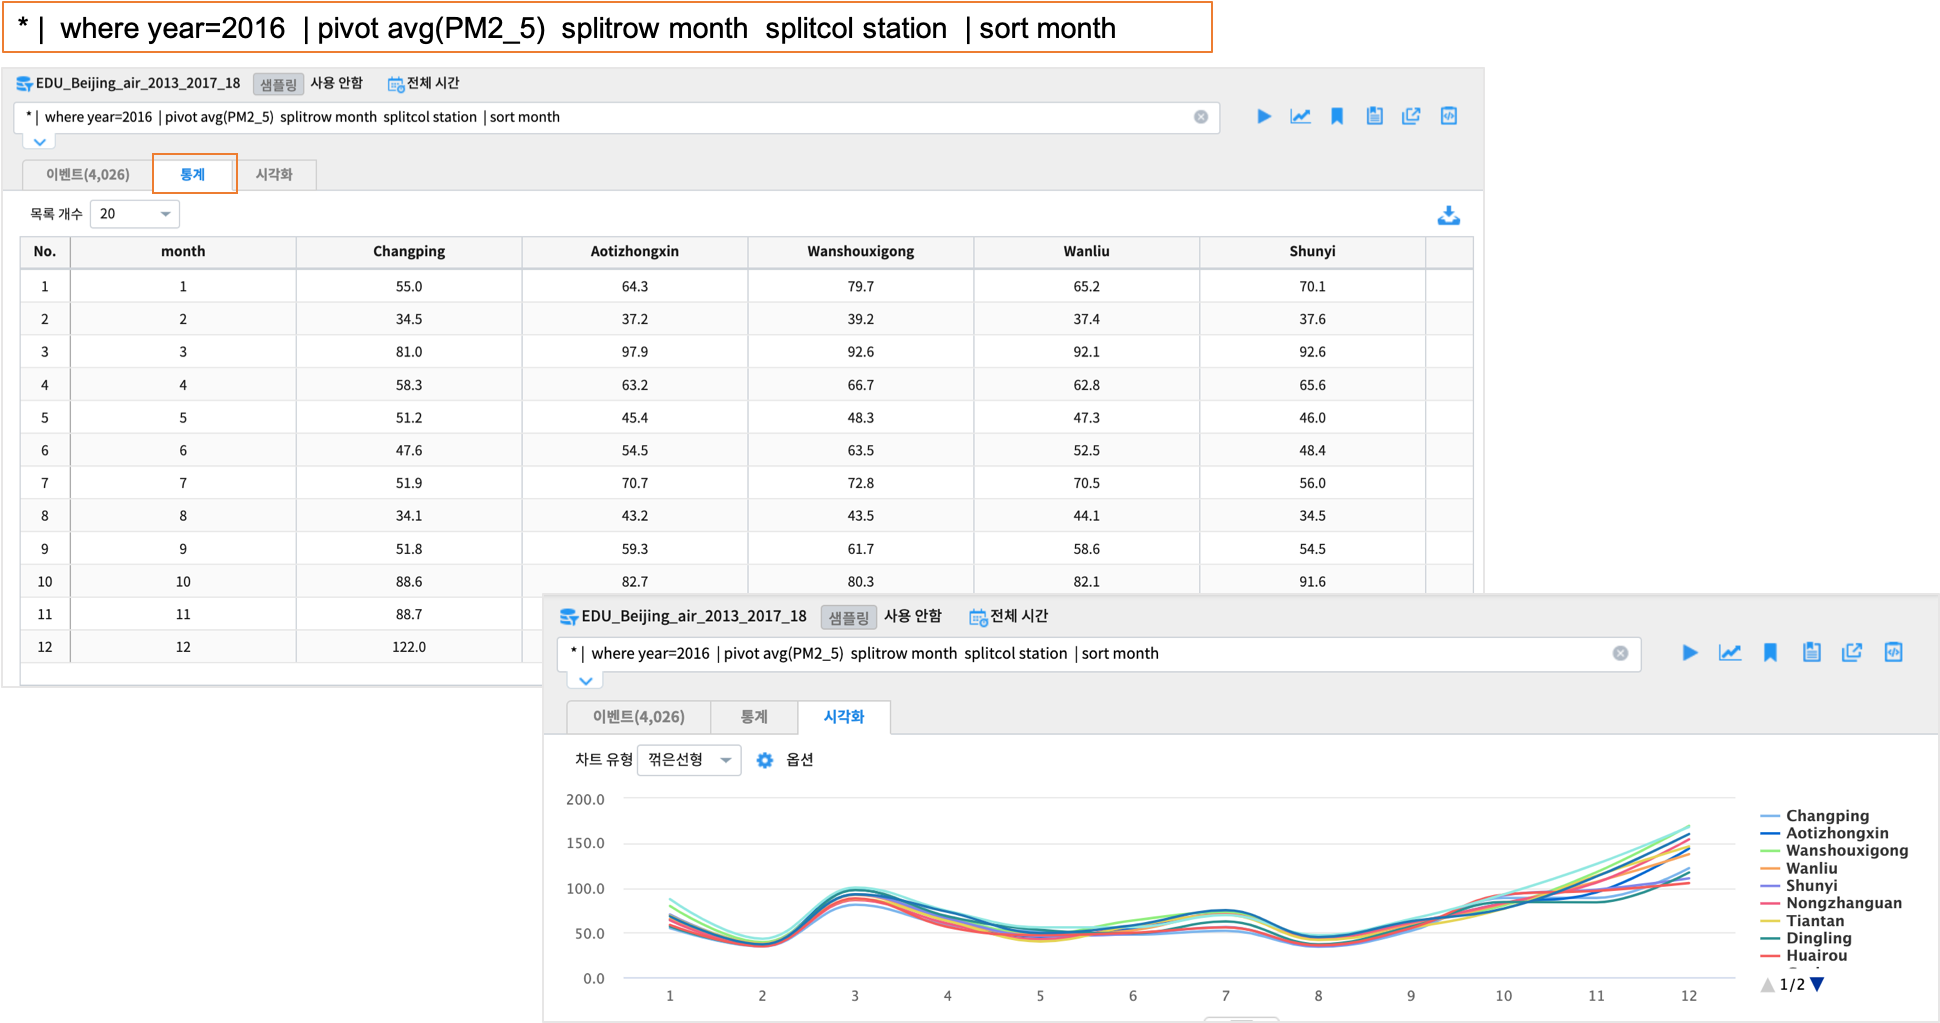 * | where year=2016 | pivot avg(PM2_5) splitrow month splitcol station | sort month
EDU_Beijing_air_2013_2017_18 샘플링 사용 안함 전체 시간
* | where year=2016 | pivot avg(PM2_5) splitrow month splitcol station | sort month
이벤트(4,026) 통계 시각화
목록 개수 20
No. month Changping Aotizhongxin Wanshouxigong Wanliu Shunyi
1 1 55.0 64.3 79.7 65.2 70.1
2 2 34.5 37.2 39.2 37.4 37.6
3 3 81.0 97.9 92.6 92.1 92.6
4 4 58.3 63.2 66.7 62.8 65.6
5 5 51.2 45.4 48.3 47.3 46.0
6 6 47.6 54.5 63.5 52.5 48.4
7 7 51.9 70.7 72.8 70.5 56.0
8 8 34.1 43.2 43.5 44.1 34.5
9 9 51.8 59.3 61.7 58.6 54.5
10 10 88.6 82.7 80.3 82.1 91.6
11 11 88.7
12 12 122.0
EDU_Beijing_air_2013_2017_18 샘플링 사용 안함 전체 시간
* | where year=2016 | pivot avg(PM2_5) splitrow month splitcol station | sort month
이벤트(4,026) 통계 시각화
차트 유형 꺾은선형 옵션
200.0
150.0
100.0
50.0
0.0
1 2 3 4 5 6 7 8 9 10 11 12
Changping
Aotizhongxin
Wanshouxigong
Wanliu
Shunyi
Nongzhanguan
Tiantan
Dingling
Huairou
1/2